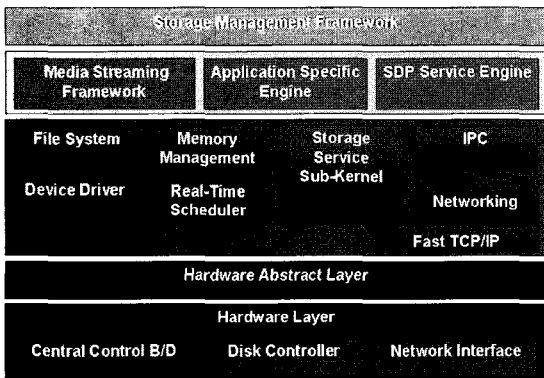 Storage Management Framework
Media Streaming
Framework
Application Specific
Engine
SDP Service Engine
File System
Memory
Management
Storage
Service
Sub-Kernel
IPC
Device Driver
Real-Time
Scheduler
Networking
Fast TCP/IP
Hardware Abstract Layer
Hardware Layer
Central Control B/D
Disk Controller
Network Interface